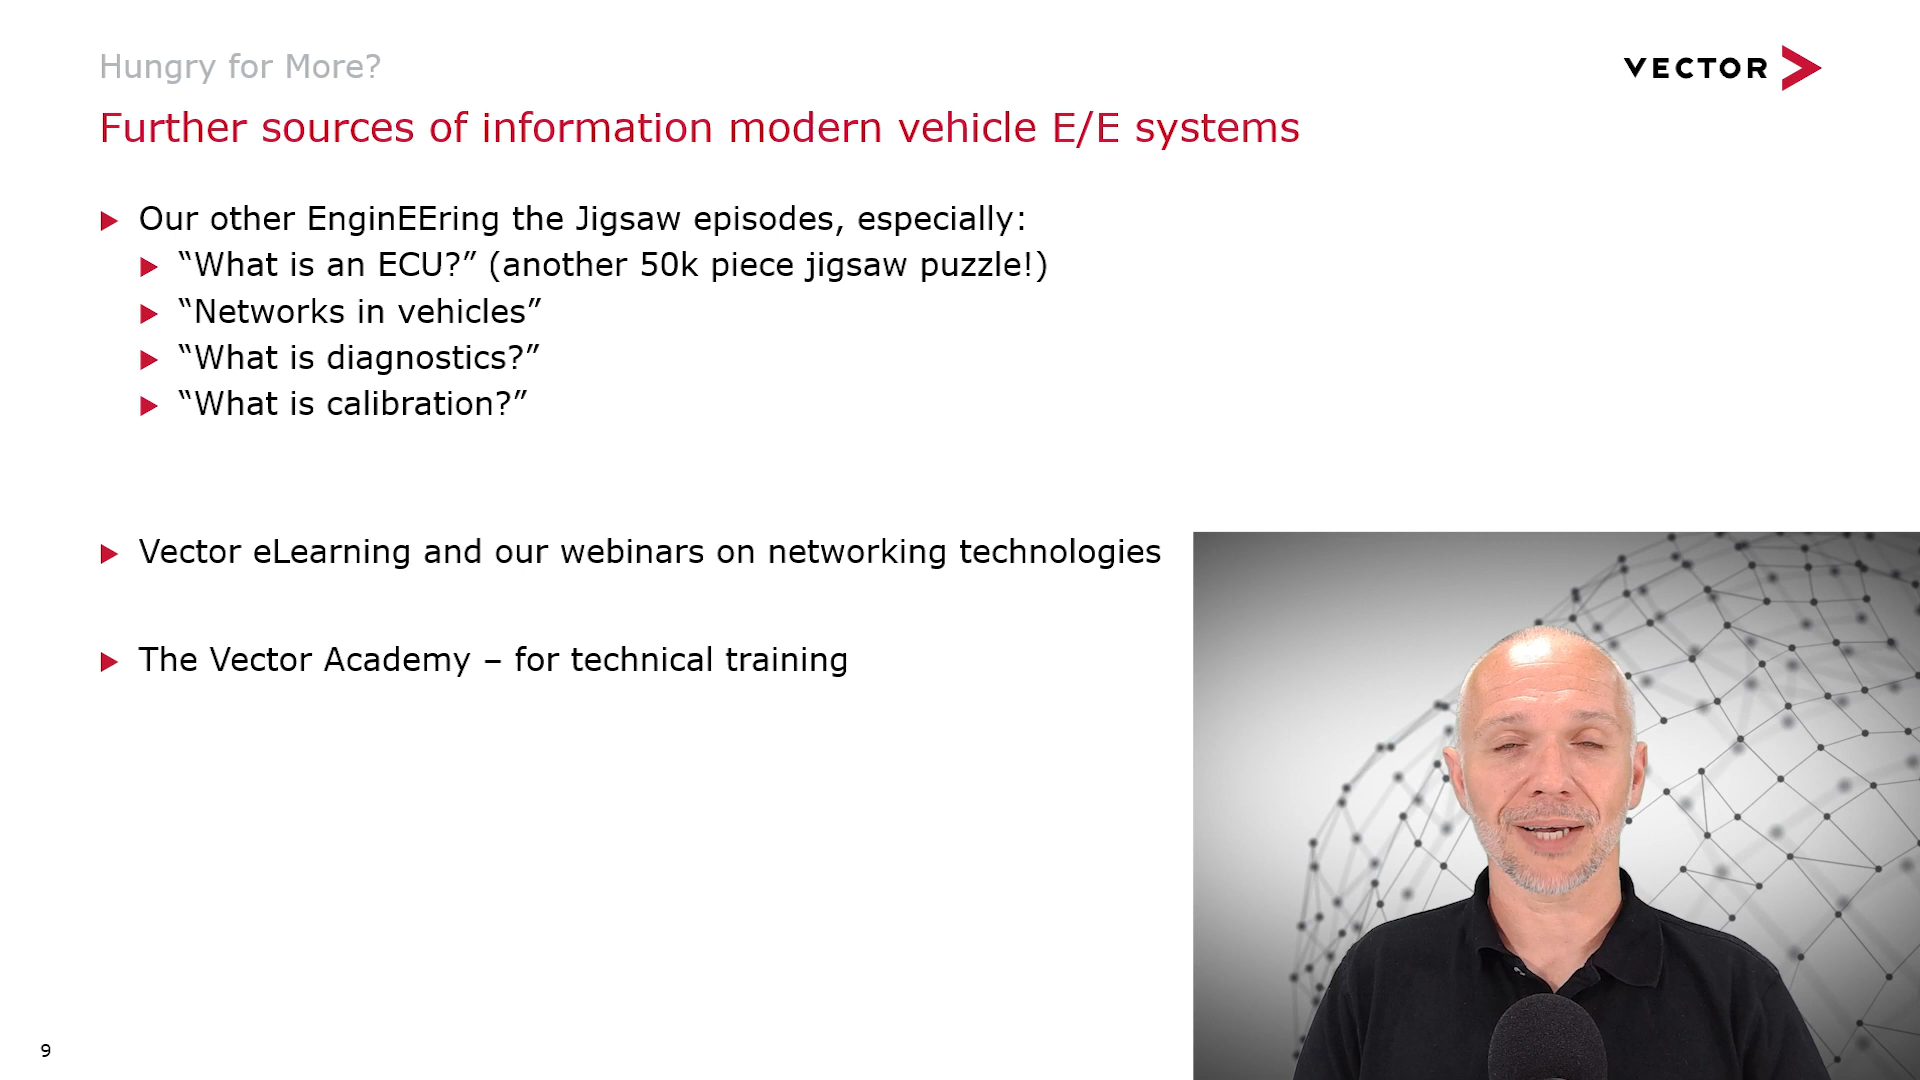 Hungry for More?
VECTOR
Further sources of information modern vehicle E/E systems
Our other EnginEEring the Jigsaw episodes, especially:
“What is an ECU?” (another 50k piece jigsaw puzzle!)
“Networks in vehicles”
“What is diagnostics?”
“What is calibration?”
Vector eLearning and our webinars on networking technologies
The Vector Academy – for technical training
9